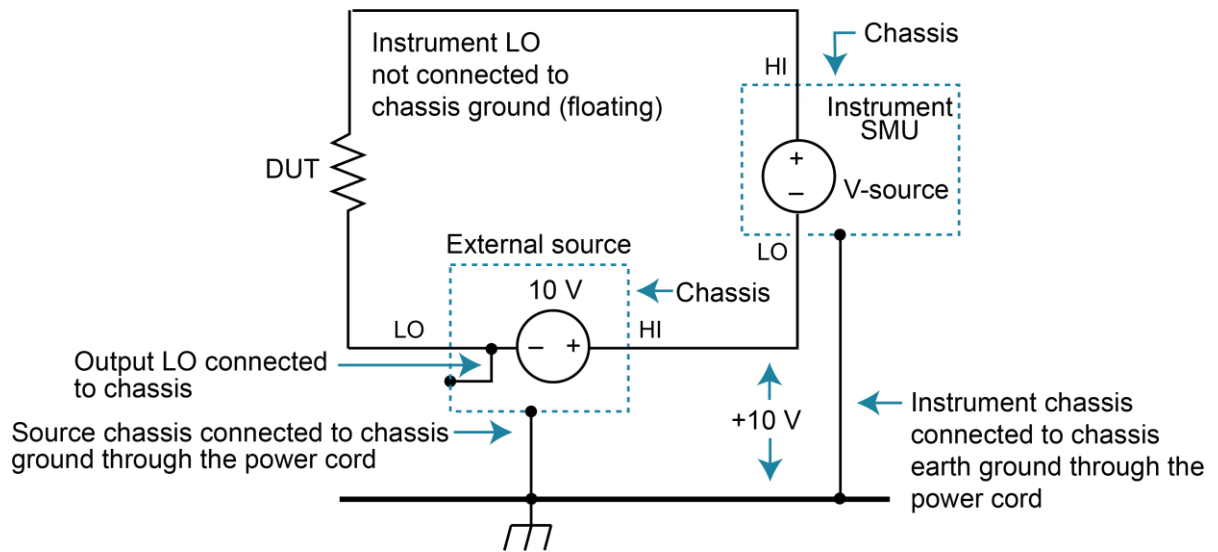 Instrument LO
not connected to
chassis ground (floating)
Chassis
HI
Instrument
SMU
+
–
V-source
LO
DUT
External source
10 V
Chassis
LO
–
+
HI
Output LO connected
to chassis
Source chassis connected to chassis
ground through the power cord
+10 V
Instrument chassis
connected to chassis
earth ground through the
power cord